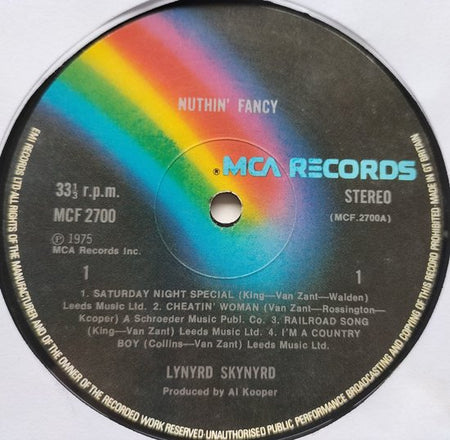 NUTHIN' FANCY
® MCA RECORDS
33⅓ r.p.m.
STEREO
MCF 2700
(MCF.2700A)
℗ 1975
MCA Records Inc.
1
1
1. SATURDAY NIGHT SPECIAL (King—Van Zant—Walden)
Leeds Music Ltd. 2. CHEATIN' WOMAN (Van Zant—Rossington—
Kcoper) A Schroeder Music Publ. Co. 3. RAILROAD SONG
(King—Van Zant) Leeds Music Ltd. 4. I'M A COUNTRY
BOY (Collins—Van Zant) Leeds Music Ltd.
LYNYRD SKYNYRD
Produced by Al Kooper
EMI RECORDS LTD ALL RIGHTS OF THE MANUFACTURER AND OF THE OWNER OF THE RECORDED WORK RESERVED·UNAUTHORISED PUBLIC PERFORMANCE BROADCASTING AND COPYING OF THIS RECORD PROHIBITED MADE IN GT BRITAIN